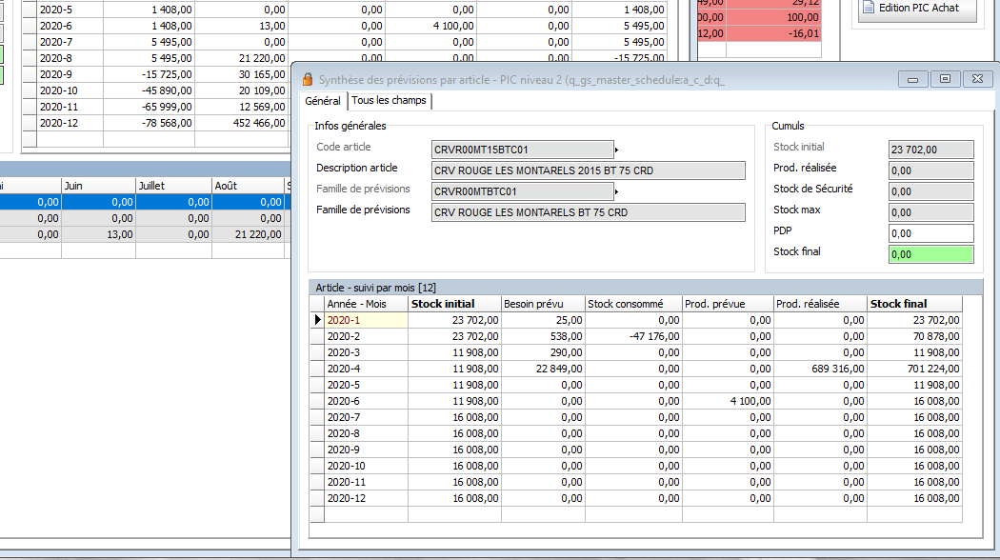 2020-5 1 408,00 0,00 0,00 0,00 0,00 1 408,00
2020-6 1 408,00 13,00 0,00 4 100,00 0,00 5 495,00
2020-7 5 495,00 0,00 0,00 0,00 0,00 5 495,00
2020-8 5 495,00 21 220,00 0,00 0,00 0,00 -15 725,00
2020-9 -15 725,00 30 165,00
2020-10 -45 890,00 20 109,00
2020-11 -65 999,00 12 569,00
2020-12 -78 568,00 452 466,00
49,00 29,12
00,00 100,00
12,00 -16,01
Edition PIC Achat
Juin Juillet Août
0,00 0,00 0,00 0,00
0,00 0,00 0,00 0,00
0,00 13,00 0,00 21 220,00
Synthèse des prévisions par article - PIC niveau 2 (q_gs_master_schedule:a_c_d:q_
Général Tous les champs
Infos générales
Code article CRVR00MT15BTC01
Description article CRV ROUGE LES MONTARELS 2015 BT 75 CRD
Famille de prévisions CRVR00MTBTC01
Famille de prévisions CRV ROUGE LES MONTARELS BT 75 CRD
Cumuls
Stock initial 23 702,00
Prod. réalisée 0,00
Stock de Sécurité 0,00
Stock max 0,00
PDP 0,00
Stock final 0,00
Article - suivi par mois [12]
Année - Mois Stock initial Besoin prévu Stock consommé Prod. prévue Prod. réalisée Stock final
2020-1 23 702,00 25,00 0,00 0,00 0,00 23 702,00
2020-2 23 702,00 538,00 -47 176,00 0,00 0,00 70 878,00
2020-3 11 908,00 290,00 0,00 0,00 0,00 11 908,00
2020-4 11 908,00 22 849,00 0,00 0,00 689 316,00 701 224,00
2020-5 11 908,00 0,00 0,00 0,00 0,00 11 908,00
2020-6 11 908,00 0,00 0,00 4 100,00 0,00 16 008,00
2020-7 16 008,00 0,00 0,00 0,00 0,00 16 008,00
2020-8 16 008,00 0,00 0,00 0,00 0,00 16 008,00
2020-9 16 008,00 0,00 0,00 0,00 0,00 16 008,00
2020-10 16 008,00 0,00 0,00 0,00 0,00 16 008,00
2020-11 16 008,00 0,00 0,00 0,00 0,00 16 008,00
2020-12 16 008,00 0,00 0,00 0,00 0,00 16 008,00